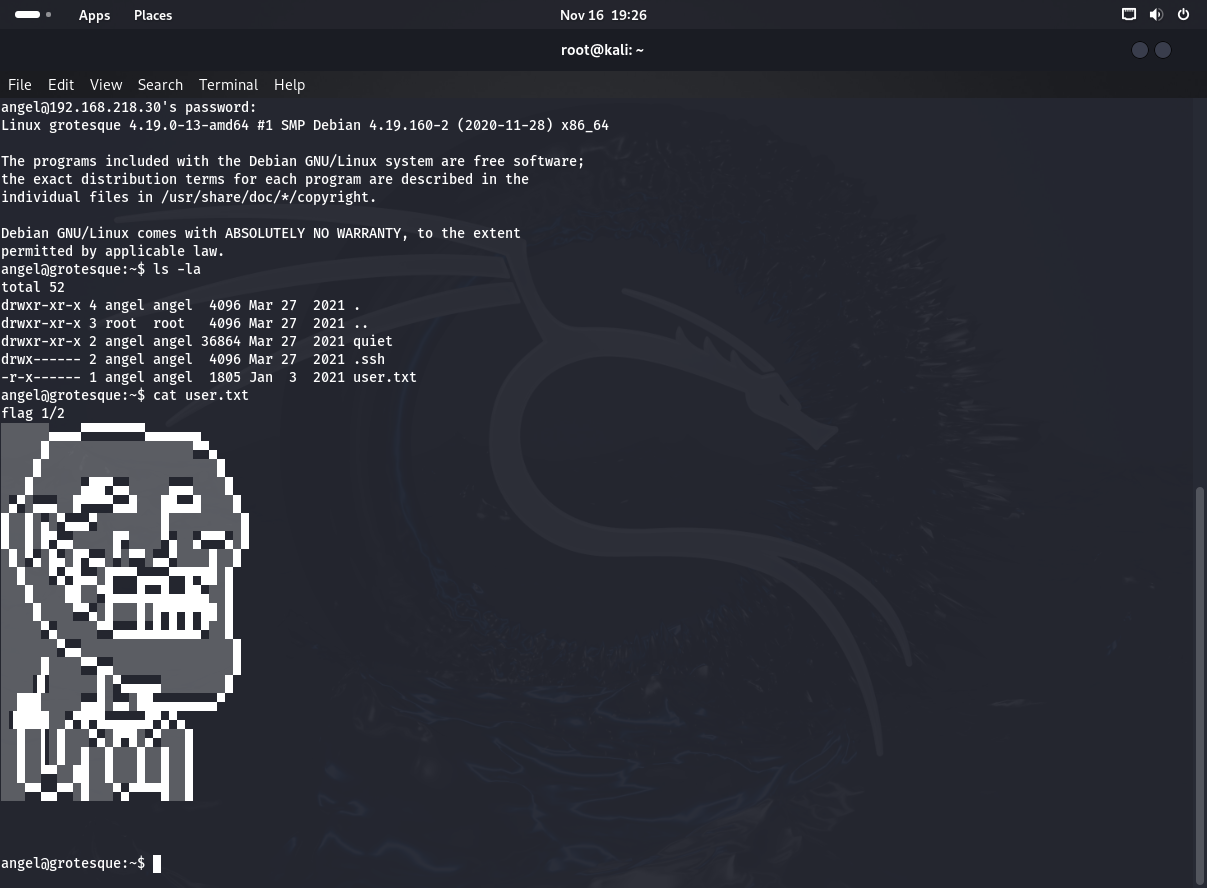 Apps Places Nov 16 19:26
root@kali: ~
File Edit View Search Terminal Help
angel@192.168.218.30's password:
Linux grotesque 4.19.0-13-amd64 #1 SMP Debian 4.19.160-2 (2020-11-28) x86_64
The programs included with the Debian GNU/Linux system are free software;
the exact distribution terms for each program are described in the
individual files in /usr/share/doc/*/copyright.
Debian GNU/Linux comes with ABSOLUTELY NO WARRANTY, to the extent
permitted by applicable law.
angel@grotesque:~$ ls -la
total 52
drwxr-xr-x 4 angel angel  4096 Mar 27  2021 .
drwxr-xr-x 3 root  root   4096 Mar 27  2021 ..
drwxr-xr-x 2 angel angel 36864 Mar 27  2021 quiet
drwx------ 2 angel angel  4096 Mar 27  2021 .ssh
-r-x------ 1 angel angel  1805 Jan  3  2021 user.txt
angel@grotesque:~$ cat user.txt
flag 1/2
angel@grotesque:~$